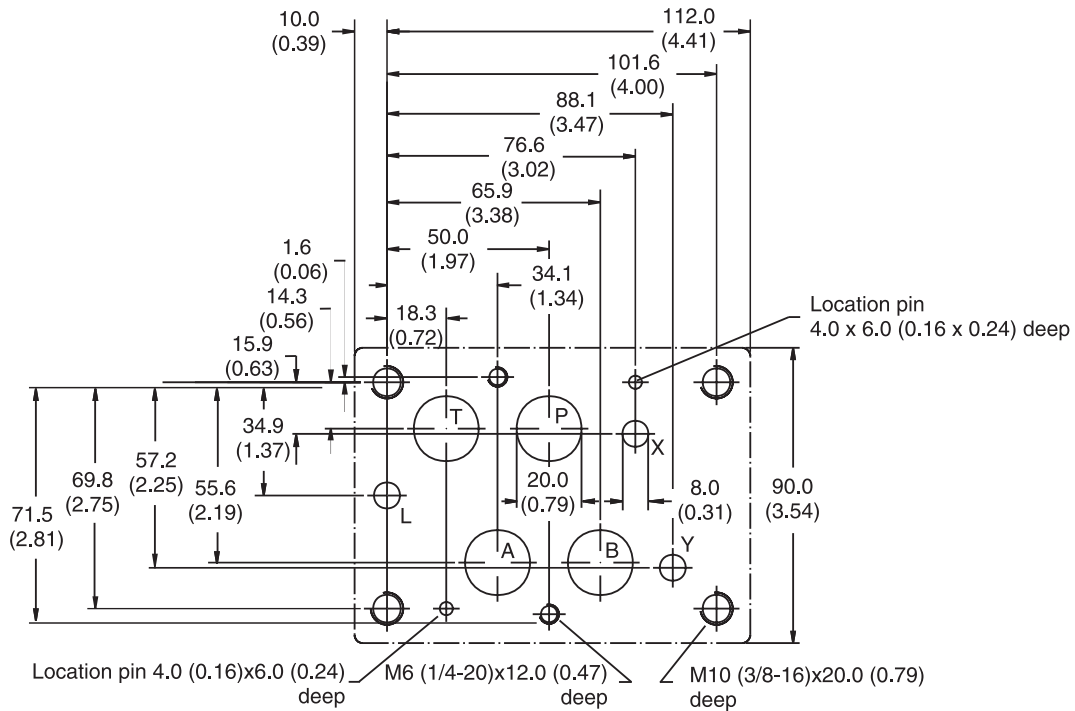 10.0
(0.39)
112.0
(4.41)
101.6
(4.00)
88.1
(3.47)
76.6
(3.02)
65.9
(3.38)
50.0
(1.97)
1.6
(0.06)
34.1
(1.34)
14.3
(0.56)
18.3
(0.72)
Location pin
4.0 x 6.0 (0.16 x 0.24) deep
15.9
(0.63)
T
P
X
34.9
(1.37)
57.2
(2.25)
69.8
(2.75)
55.6
(2.19)
71.5
(2.81)
L
20.0
(0.79)
8.0
(0.31)
90.0
(3.54)
A
B
Y
Location pin 4.0 (0.16)x6.0 (0.24)
deep
M6 (1/4-20)x12.0 (0.47)
deep
M10 (3/8-16)x20.0 (0.79)
deep